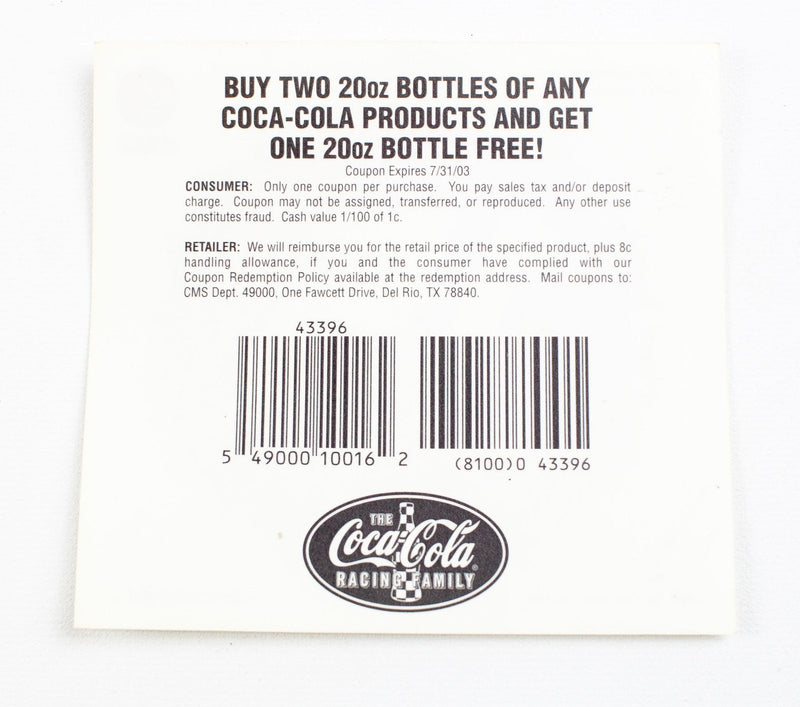 BUY TWO 20oz BOTTLES OF ANY
COCA-COLA PRODUCTS AND GET
ONE 20oz BOTTLE FREE!
Coupon Expires 7/31/03
CONSUMER: Only one coupon per purchase. You pay sales tax and/or deposit
charge. Coupon may not be assigned, transferred, or reproduced. Any other use
constitutes fraud. Cash value 1/100 of 1c.
RETAILER: We will reimburse you for the retail price of the specified product, plus 8c
handling allowance, if you and the consumer have complied with our
Coupon Redemption Policy available at the redemption address. Mail coupons to:
CMS Dept. 49000, One Fawcett Drive, Del Rio, TX 78840.
43396
5 49000 10016 2
(8100)0 43396
THE
Coca-Cola®
RACING FAMILY